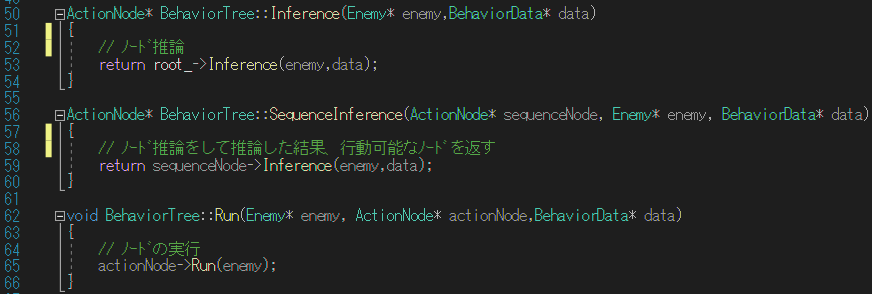 50 ActionNode* BehaviorTree::Inference(Enemy* enemy,BehaviorData* data)
51 {
52 // ノード推論
53 return root_->Inference(enemy,data);
54 }
55
56 ActionNode* BehaviorTree::SequenceInference(ActionNode* sequenceNode, Enemy* enemy, BehaviorData* data)
57 {
58 // ノード推論をして推論した結果、行動可能なノードを返す
59 return sequenceNode->Inference(enemy,data);
60 }
61
62 void BehaviorTree::Run(Enemy* enemy, ActionNode* actionNode,BehaviorData* data)
63 {
64 // ノードの実行
65 actionNode->Run(enemy);
66 }